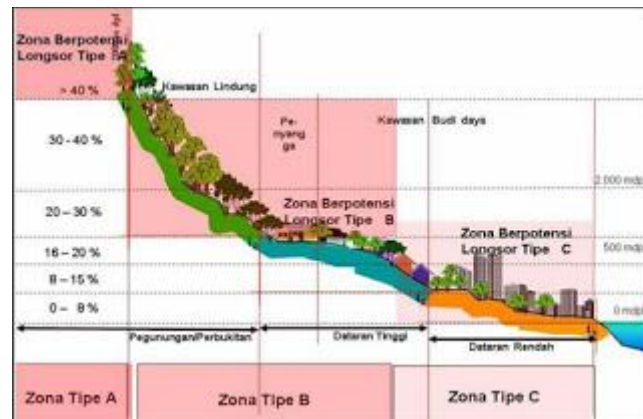 Zona Berpotensi
Longsor Tipe A
> 40 %
Kawasan Lindung
30 – 40 %
Pe-
nyang
ga
Kawasan Budi daya
2.000 mdpl
20 – 30 %
Zona Berpotensi
Longsor Tipe B
Zona Berpotensi
Longsor Tipe C
16 – 20 %
500 mdpl
8 – 15 %
0 – 8 %
0 mdpl
Pegunungan/Perbukitan
Dataran Tinggi
Dataran Rendah
Zona Tipe A
Zona Tipe B
Zona Tipe C